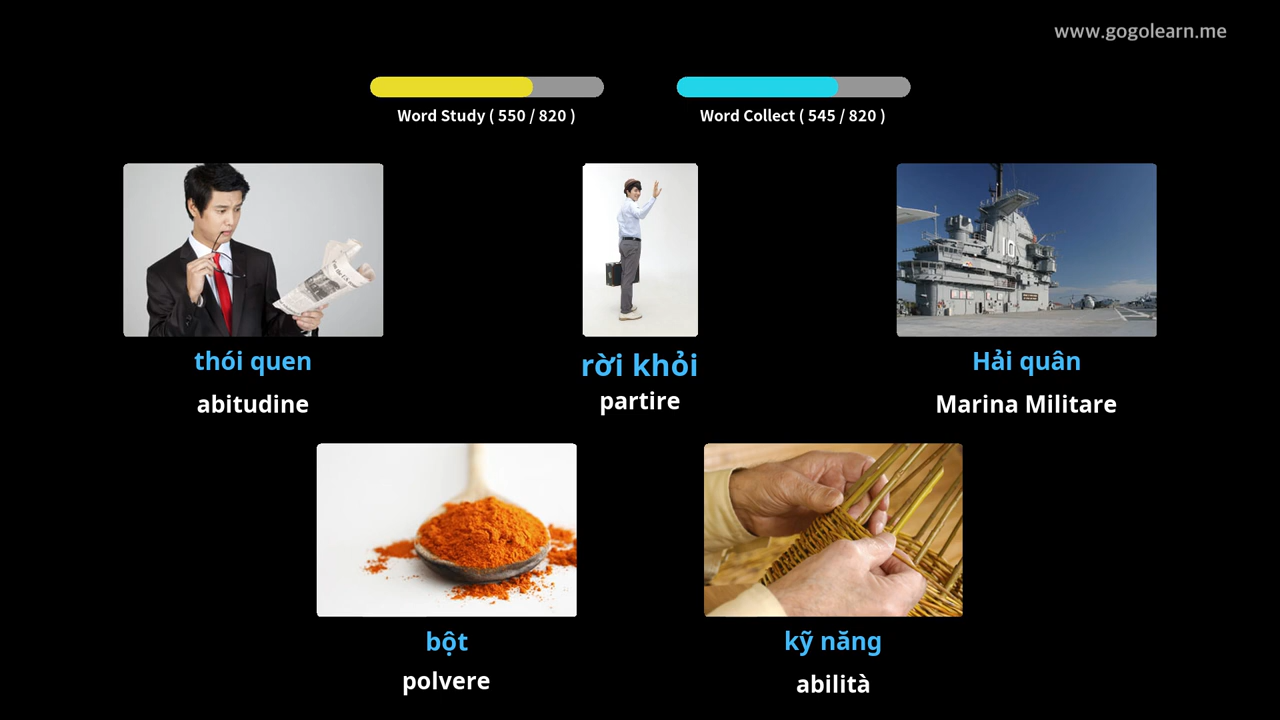 www.gogolearn.me
Word Study ( 550 / 820 )
Word Collect ( 545 / 820 )
10
thói quen
rời khỏi
Hải quân
abitudine
partire
Marina Militare
bột
kỹ năng
polvere
abilità